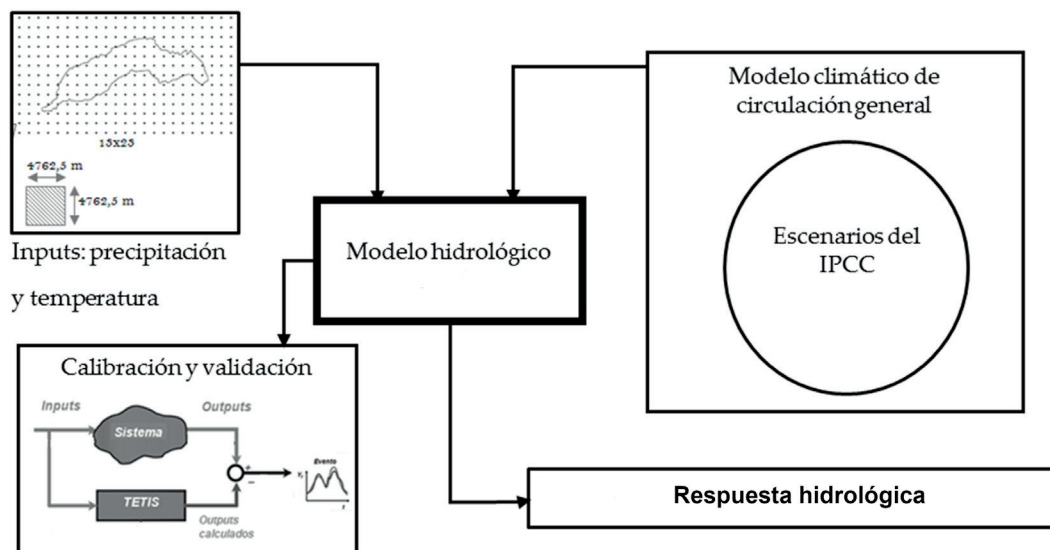 15x25
4762,5 m
4762,5 m
Inputs: precipitación
y temperatura
Modelo hidrológico
Modelo climático de
circulación general
Escenarios del
IPCC
Calibración y validación
Inputs
Outputs
Sistema
TETIS
Outputs
calculados
+
−
Evento
t
Respuesta hidrológica